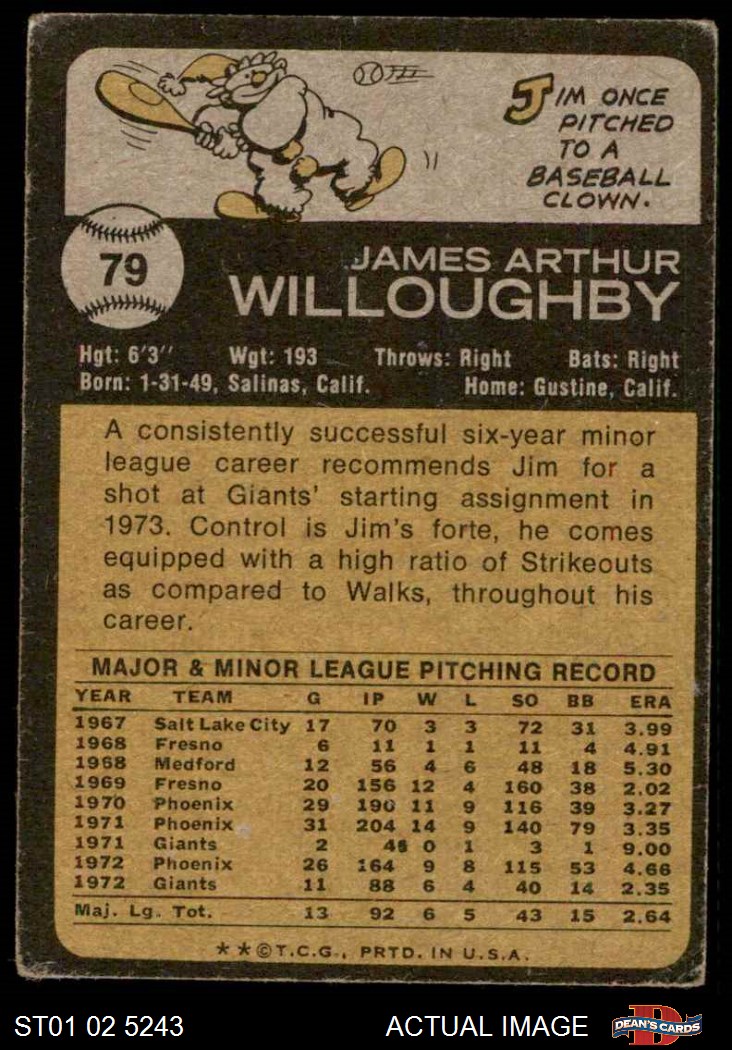 JIM ONCE
PITCHED
TO A
BASEBALL
CLOWN.
79
JAMES ARTHUR
WILLOUGHBY
Hgt: 6'3" Wgt: 193 Throws: Right Bats: Right
Born: 1-31-49, Salinas, Calif. Home: Gustine, Calif.
A consistently successful six-year minor
league career recommends Jim for a
shot at Giants' starting assignment in
1973. Control is Jim's forte, he comes
equipped with a high ratio of Strikeouts
as compared to Walks, throughout his
career.
MAJOR & MINOR LEAGUE PITCHING RECORD
YEAR TEAM G IP W L SO BB ERA
1967 Salt Lake City 17 70 3 3 72 31 3.99
1968 Fresno 6 11 1 1 11 4 4.91
1968 Medford 12 56 4 6 48 18 5.30
1969 Fresno 20 156 12 4 160 38 2.02
1970 Phoenix 29 190 11 9 116 39 3.27
1971 Phoenix 31 204 14 9 140 79 3.35
1971 Giants 2 0 1 3 1 9.00
1972 Phoenix 26 164 9 8 115 53 4.66
1972 Giants 11 88 6 4 40 14 2.35
Maj. Lg. Tot. 13 92 6 5 43 15 2.64
**©T.C.G., PRTD. IN U.S.A.
ST01 02 5243 ACTUAL IMAGE D DEAN'S CARDS